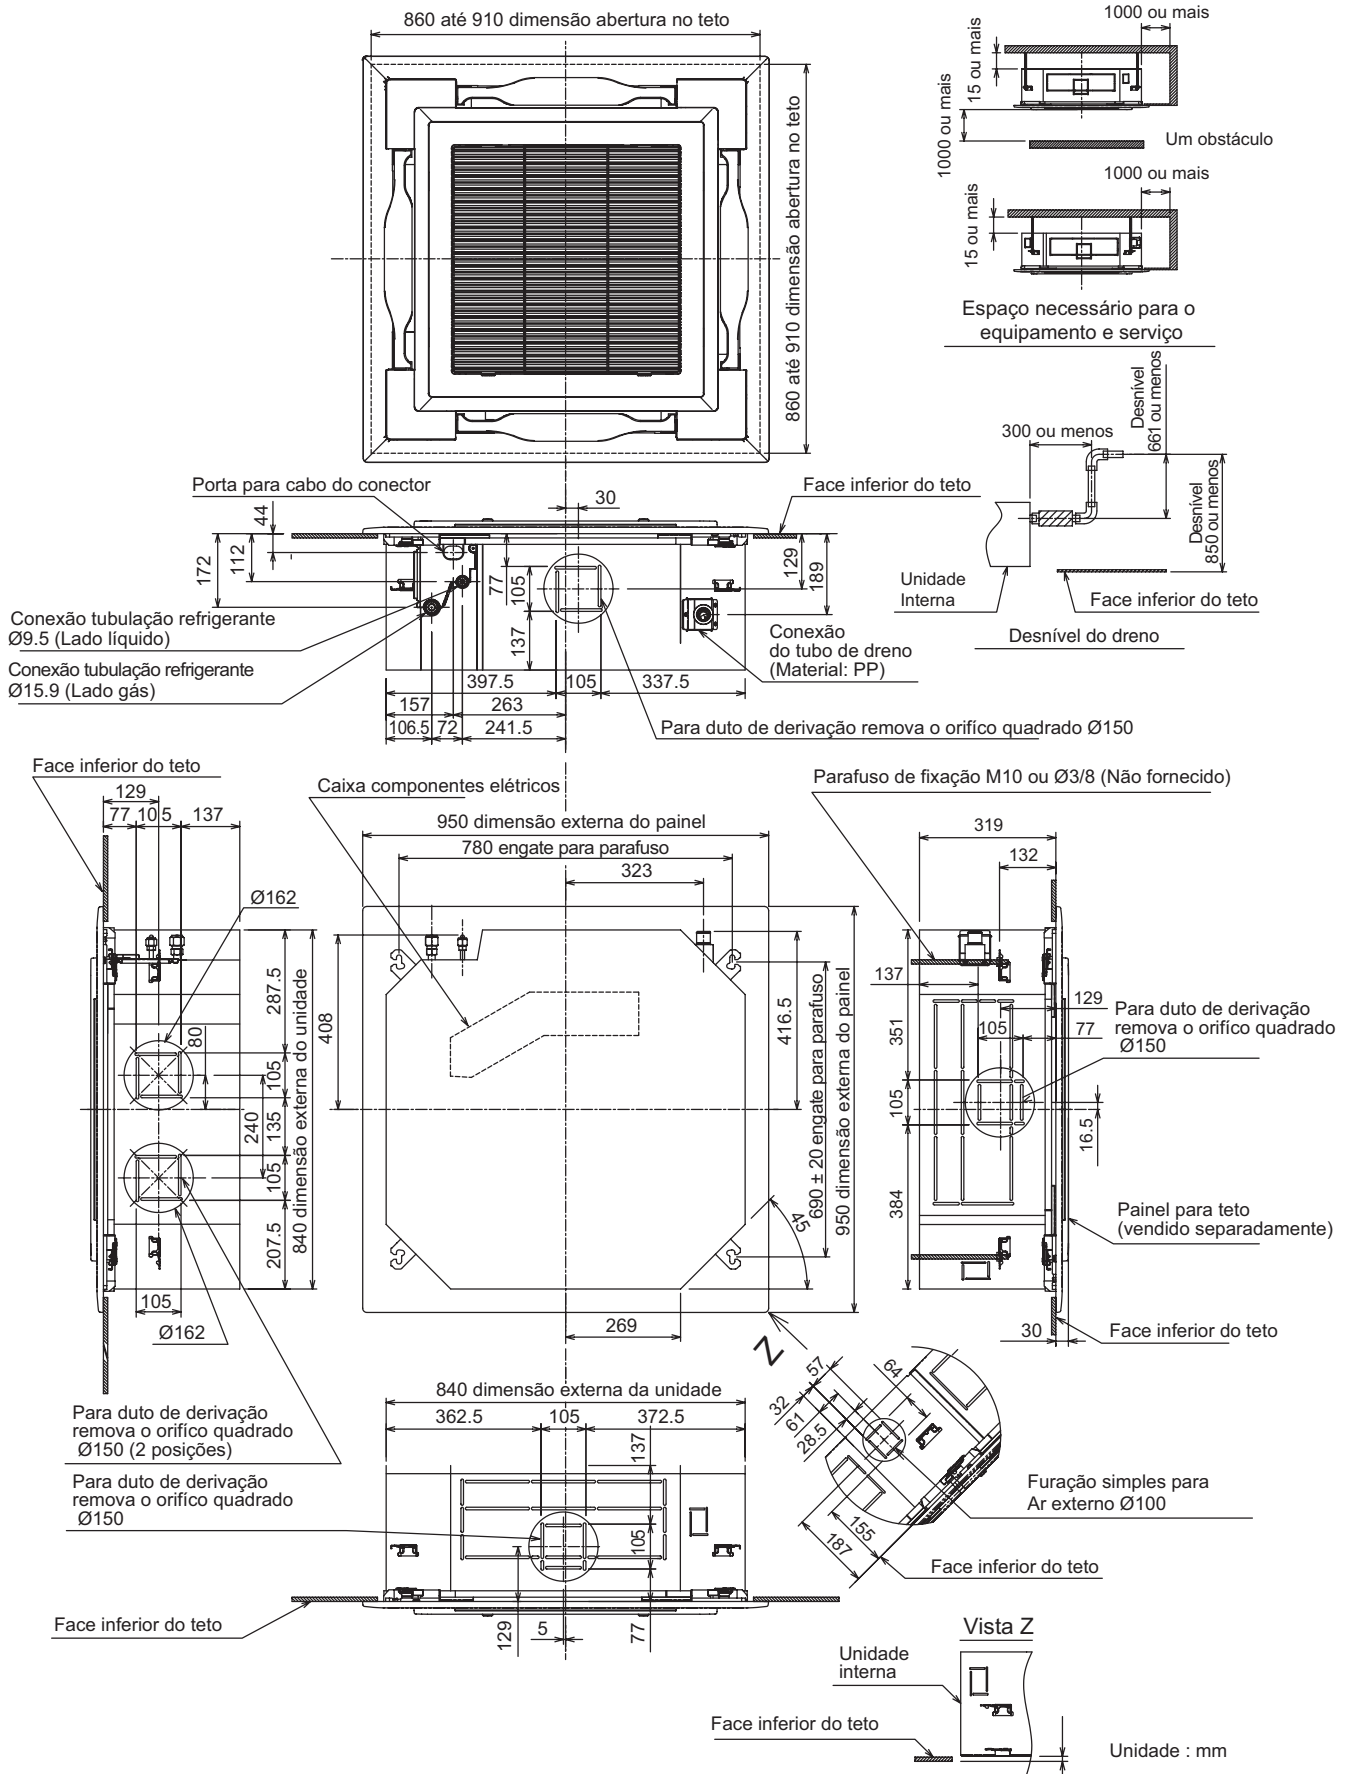 860 até 910 dimensão abertura no teto
860 até 910 dimensão abertura no teto
1000 ou mais
15 ou mais
1000 ou mais
Um obstáculo
1000 ou mais
15 ou mais
Espaço necessário para o
equipamento e serviço
Desnível
661 ou menos
300 ou menos
Desnível
850 ou menos
Unidade
Interna
Face inferior do teto
Desnível do dreno
Porta para cabo do conector
30
Face inferior do teto
44
112
172
77
105
137
129
189
Conexão tubulação refrigerante
Ø9.5 (Lado líquido)
Conexão tubulação refrigerante
Ø15.9 (Lado gás)
Conexão
do tubo de dreno
(Material: PP)
397.5
105
337.5
157
263
106.5
72
241.5
Para duto de derivação remova o orifíco quadrado Ø150
Face inferior do teto
129
77
105
137
Ø162
287.5
80
105
240
135
105
207.5
840 dimensão externa do unidade
105
Ø162
Para duto de derivação
remova o orifíco quadrado
Ø150 (2 posições)
Caixa componentes elétricos
950 dimensão externa do painel
780 engate para parafuso
323
408
416.5
690 ± 20 engate para parafuso
950 dimensão externa do painel
45
269
Z
Parafuso de fixação M10 ou Ø3/8 (Não fornecido)
319
132
137
129
351
105
77
Para duto de derivação
remova o orifíco quadrado
Ø150
105
16.5
384
Painel para teto
(vendido separadamente)
30
Face inferior do teto
840 dimensão externa da unidade
362.5
105
372.5
137
105
129
5
77
Para duto de derivação
remova o orifíco quadrado
Ø150
Face inferior do teto
57
64
32
61
28.5
155
187
Furação simples para
Ar externo Ø100
Face inferior do teto
Vista Z
Unidade
interna
Face inferior do teto
Unidade : mm